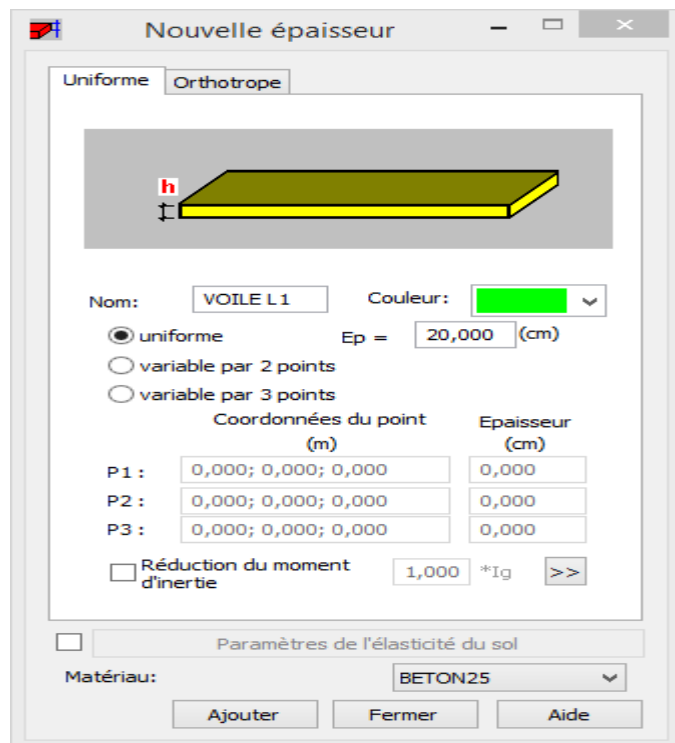 Nouvelle épaisseur
Uniforme Orthotrope
h
Nom: VOILE L1 Couleur:
uniforme Ep = 20,000 (cm)
variable par 2 points
variable par 3 points
Coordonnées du point Epaisseur
(m) (cm)
P1 : 0,000; 0,000; 0,000 0,000
P2 : 0,000; 0,000; 0,000 0,000
P3 : 0,000; 0,000; 0,000 0,000
Réduction du moment
d'inertie 1,000 *Ig >>
Paramètres de l'élasticité du sol
Matériau: BETON25
Ajouter Fermer Aide